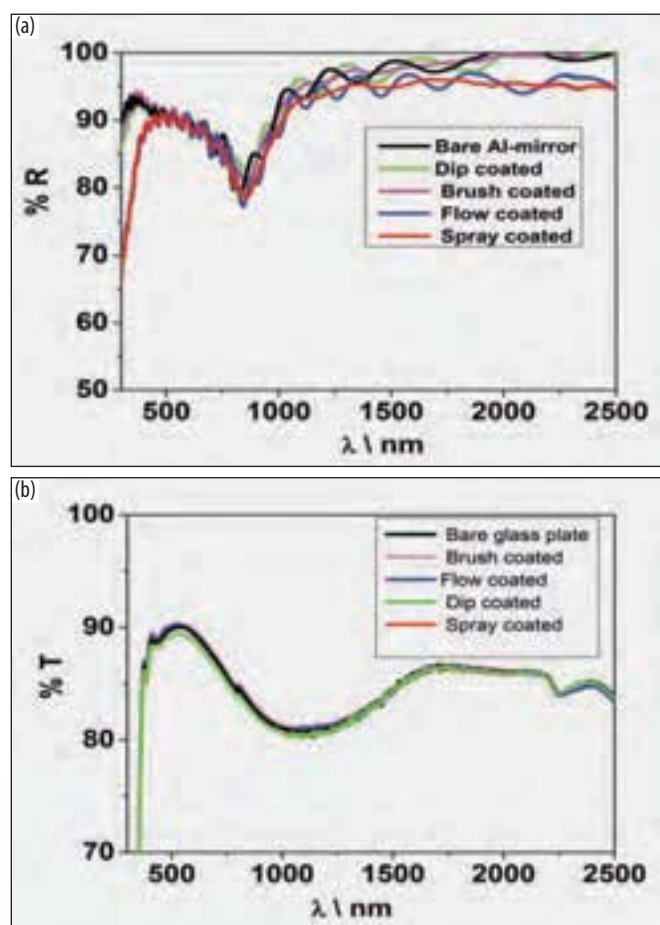 (a)
100
90
80
70
60
50
% R
Bare Al-mirror
Dip coated
Brush coated
Flow coated
Spray coated
500 1000 1500 2000 2500
λ \ nm
(b)
100
90
80
70
% T
Bare glass plate
Brush coated
Flow coated
Dip coated
Spray coated
500 1000 1500 2000 2500
λ \ nm